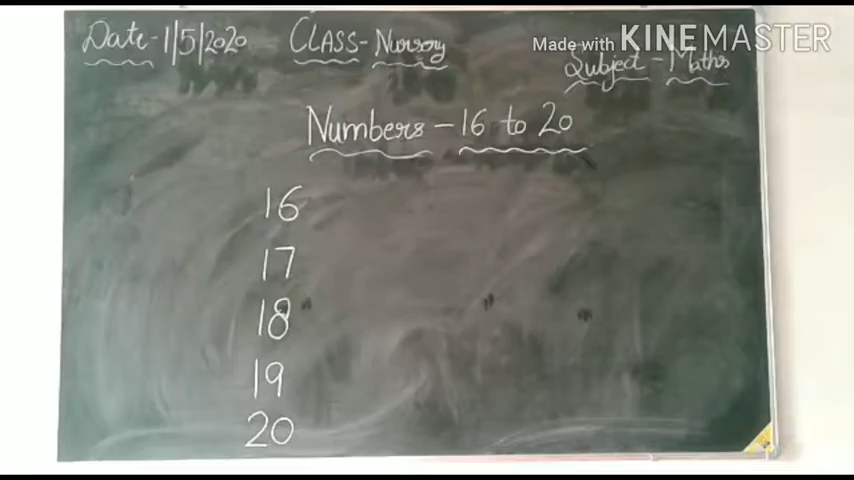 Date-1|5|2020 CLASS-Nursery
Made with KINEMASTER
Subject-Maths
Numbers-16 to 20
16
17
18
19
20